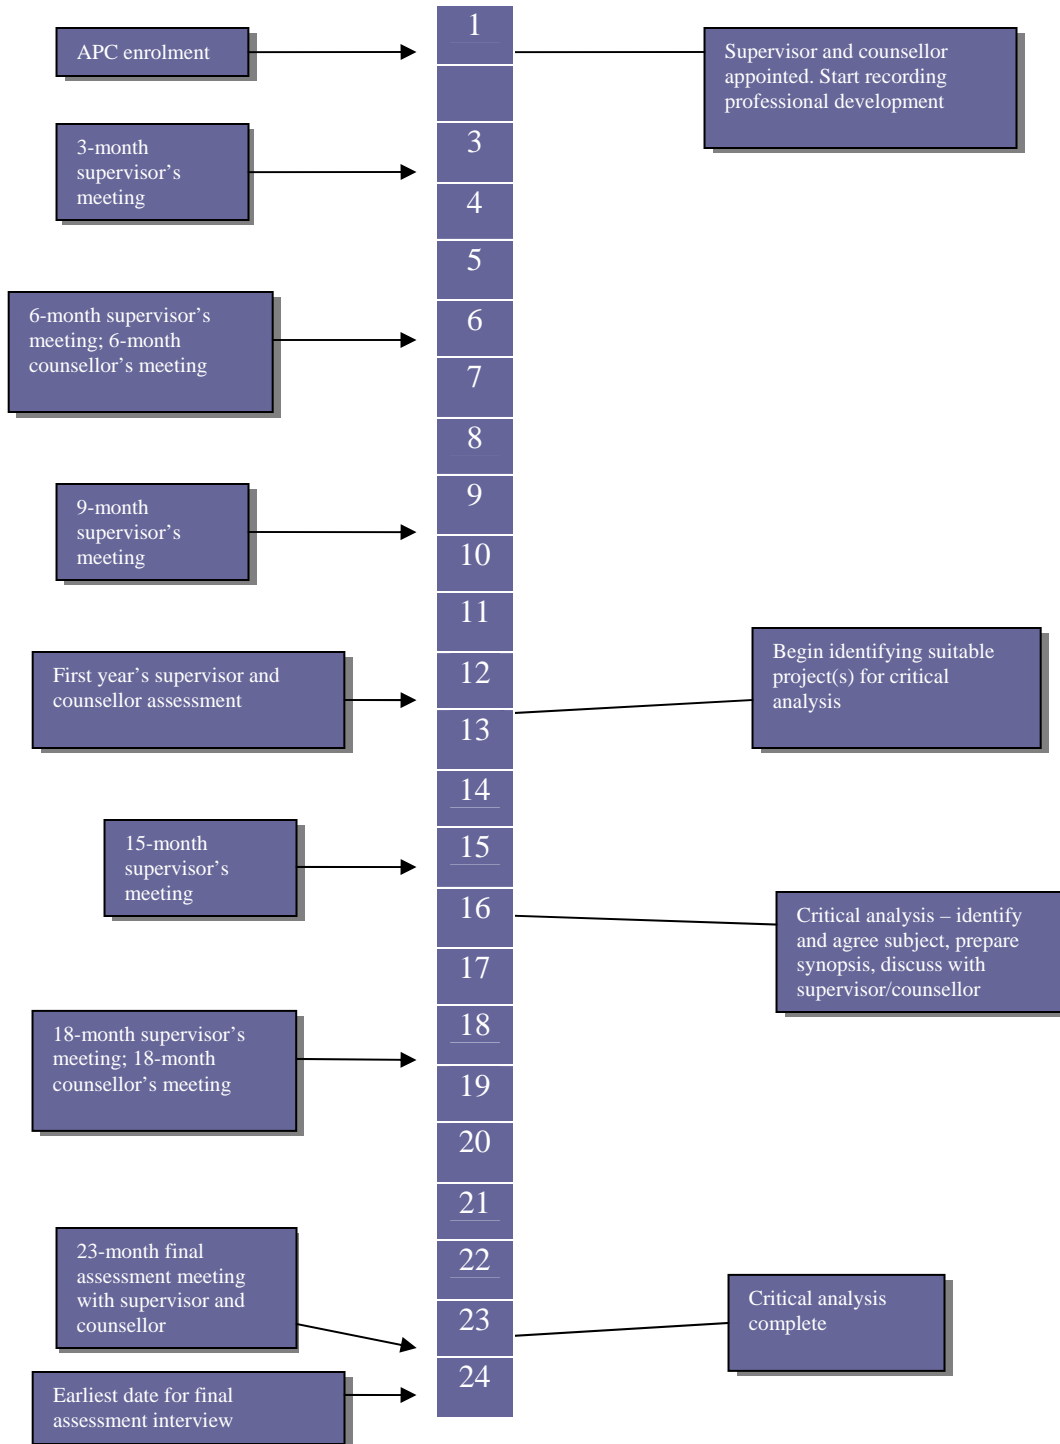 1
APC enrolment
Supervisor and counsellor
appointed. Start recording
professional development
3
3-month
supervisor’s
meeting
4
5
6-month supervisor’s
meeting; 6-month
counsellor’s meeting
6
7
8
9-month
supervisor’s
meeting
9
10
11
First year’s supervisor and
counsellor assessment
12
Begin identifying suitable
project(s) for critical
analysis
13
14
15-month
supervisor’s
meeting
15
16
Critical analysis – identify
and agree subject, prepare
synopsis, discuss with
supervisor/counsellor
17
18-month supervisor’s
meeting; 18-month
counsellor’s meeting
18
19
20
21
23-month final
assessment meeting
with supervisor and
counsellor
22
23
Critical analysis
complete
24
Earliest date for final
assessment interview